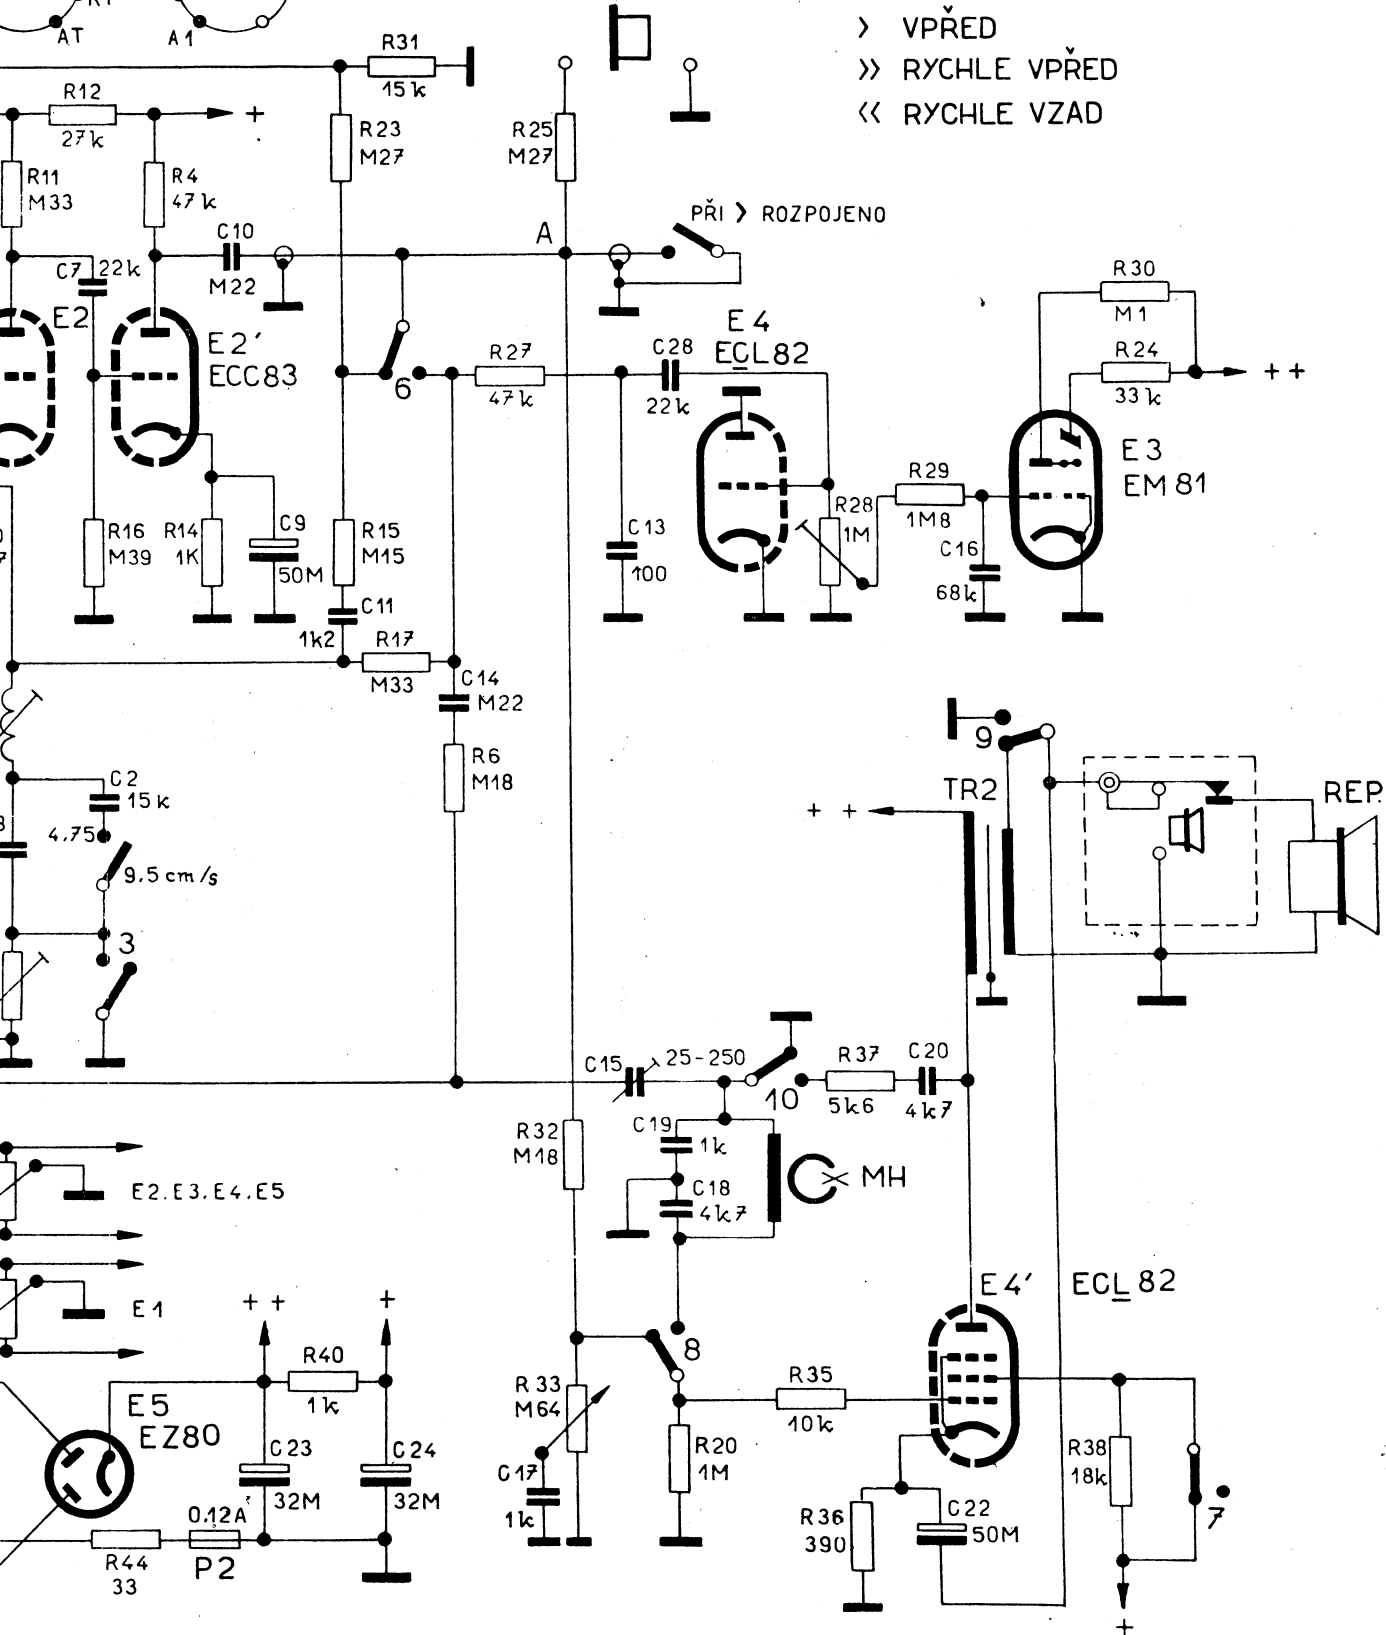 AT
A1
> VPŘED
>> RYCHLE VPŘED
<< RYCHLE VZAD
R31
15k
R12
27k
+
R23
M27
R25
M27
R11
M33
R4
47k
PŘI > ROZPOJENO
A
C10
M22
C7
22k
E2
E2'
ECC83
6
R27
47k
C28
22k
E4
ECL82
R30
M1
R24
33k
++
E3
EM81
R29
1M8
R28
1M
C16
68k
C13
100
R16
M39
R14
1K
C9
50M
R15
M15
C11
1k2
R17
M33
C14
M22
R6
M18
C2
15k
4.75
9.5 cm/s
3
9
TR2
++
REP.
C15
25-250
10
R37
5k6
C20
4k7
R32
M18
C19
1k
C18
4k7
MH
E2.E3.E4.E5
E1
++
+
E4'
ECL82
8
R40
1k
E5
EZ80
C23
32M
C24
32M
R33
M64
C17
1k
R35
10k
R20
1M
R38
18k
7
R36
390
C22
50M
0.12A
P2
R44
33
+